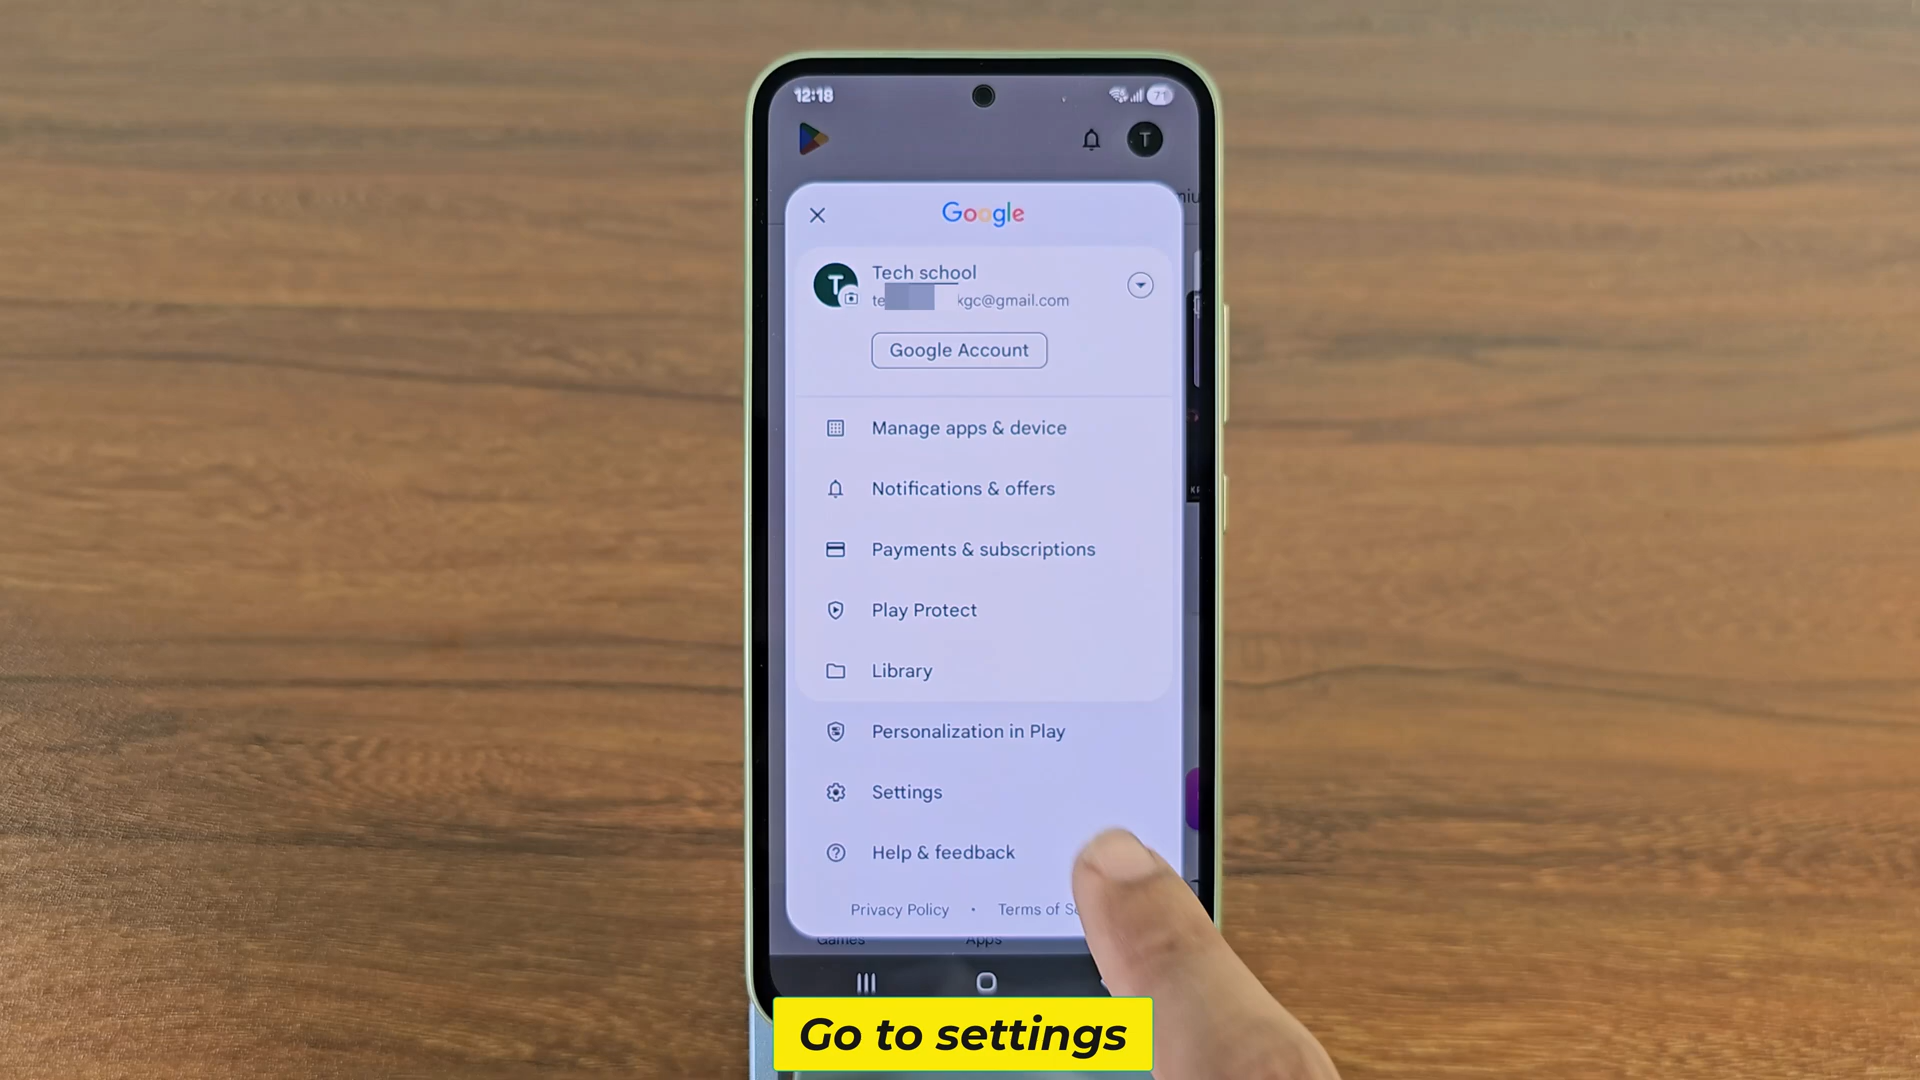 12:18
71
T
Google
T
Tech school
te kgc@gmail.com
Google Account
Manage apps & device
Notifications & offers
Payments & subscriptions
Play Protect
Library
Personalization in Play
Settings
Help & feedback
Privacy Policy • Terms of
Games Apps
Go to settings